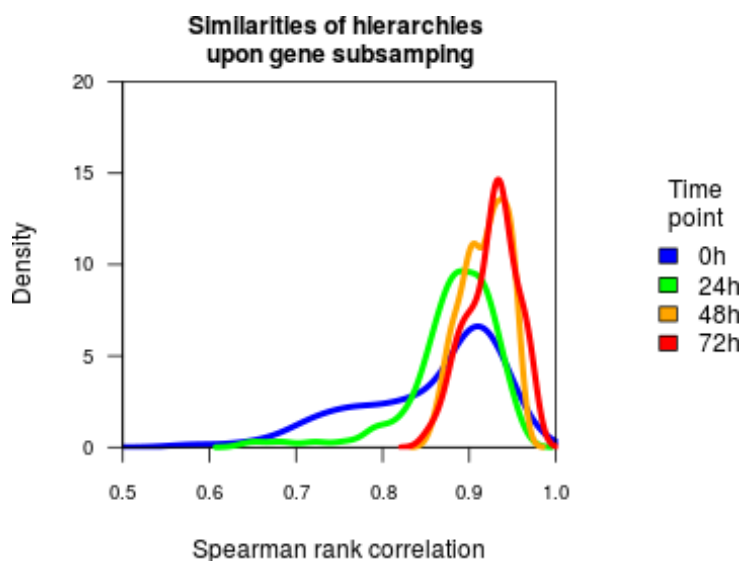 Similarities of hierarchies
upon gene subsamping
20
15
10
5
0
Density
0.5 0.6 0.7 0.8 0.9 1.0
Spearman rank correlation
Time
point
0h
24h
48h
72h